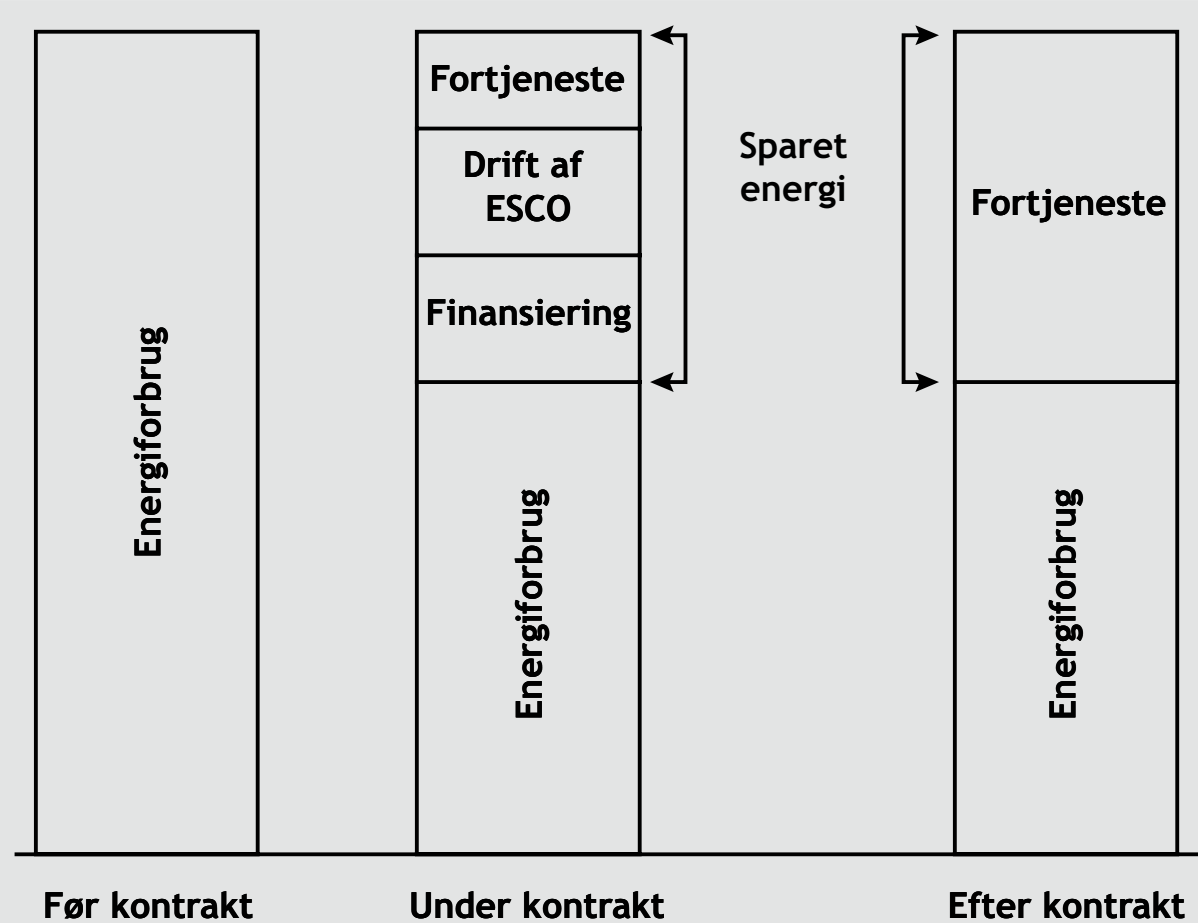 Energiforbrug
Fortjeneste
Drift af
ESCO
Finansiering
Energiforbrug
Sparet
energi
Fortjeneste
Energiforbrug
Før kontrakt
Under kontrakt
Efter kontrakt